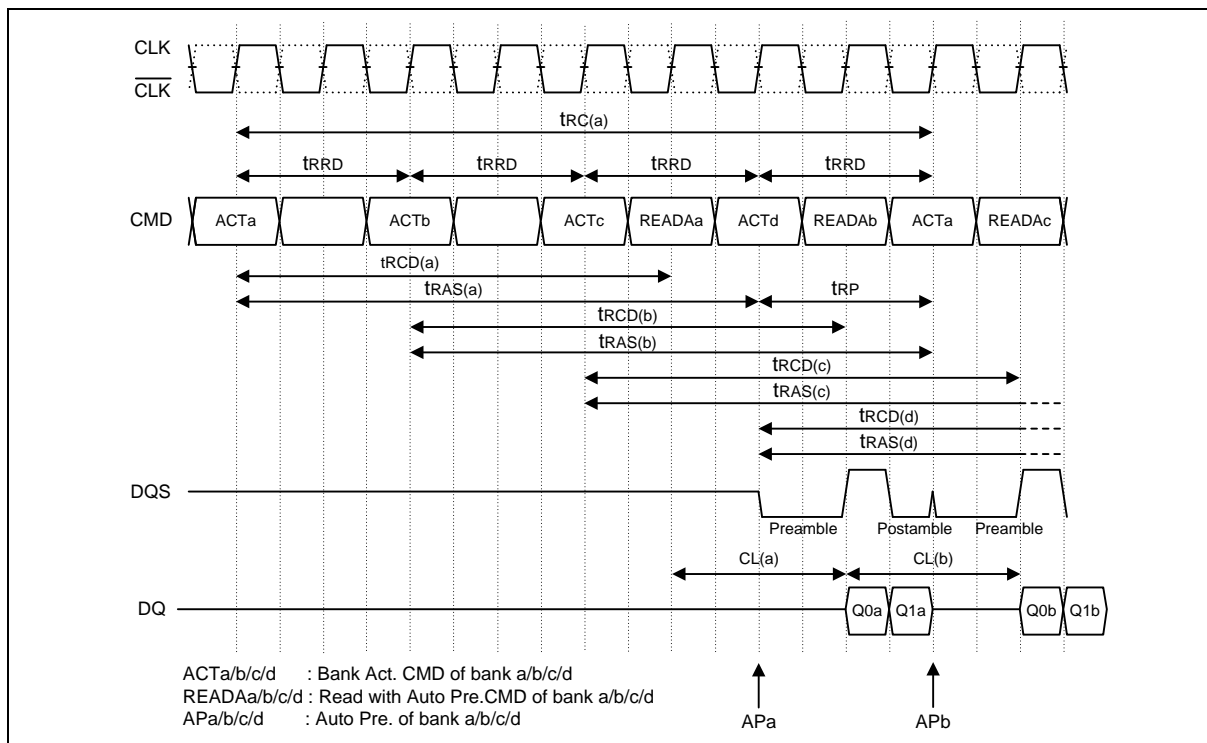 CLK
CLK
tRC(a)
tRRD tRRD tRRD tRRD
CMD ACTa ACTb ACTc READAa ACTd READAb ACTa READAc
tRCD(a)
tRAS(a) tRP
tRCD(b)
tRAS(b)
tRCD(c)
tRAS(c)
tRCD(d)
tRAS(d)
DQS
Preamble Postamble Preamble
CL(a) CL(b)
DQ Q0a Q1a Q0b Q1b
ACTa/b/c/d : Bank Act. CMD of bank a/b/c/d
READAa/b/c/d : Read with Auto Pre.CMD of bank a/b/c/d
APa/b/c/d : Auto Pre. of bank a/b/c/d
APa APb